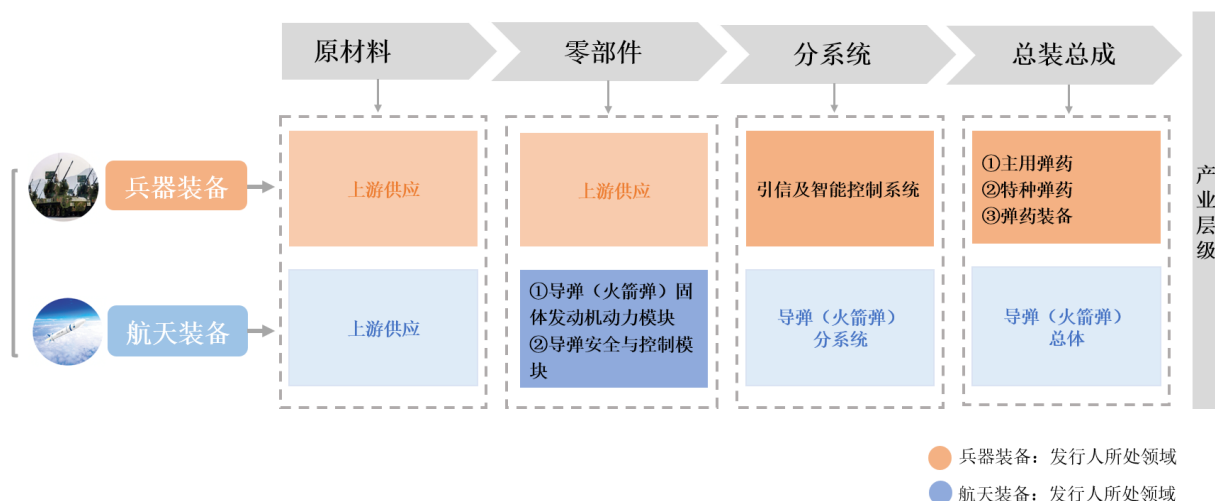 原材料
零部件
分系统
总装总成
兵器装备
上游供应
上游供应
引信及智能控制系统
①主用弹药
②特种弹药
③弹药装备
航天装备
上游供应
①导弹（火箭弹）固
体发动机动力模块
②导弹安全与控制模
块
导弹（火箭弹）
分系统
导弹（火箭弹）
总体
产业层级
兵器装备：发行人所处领域
航天装备：发行人所处领域